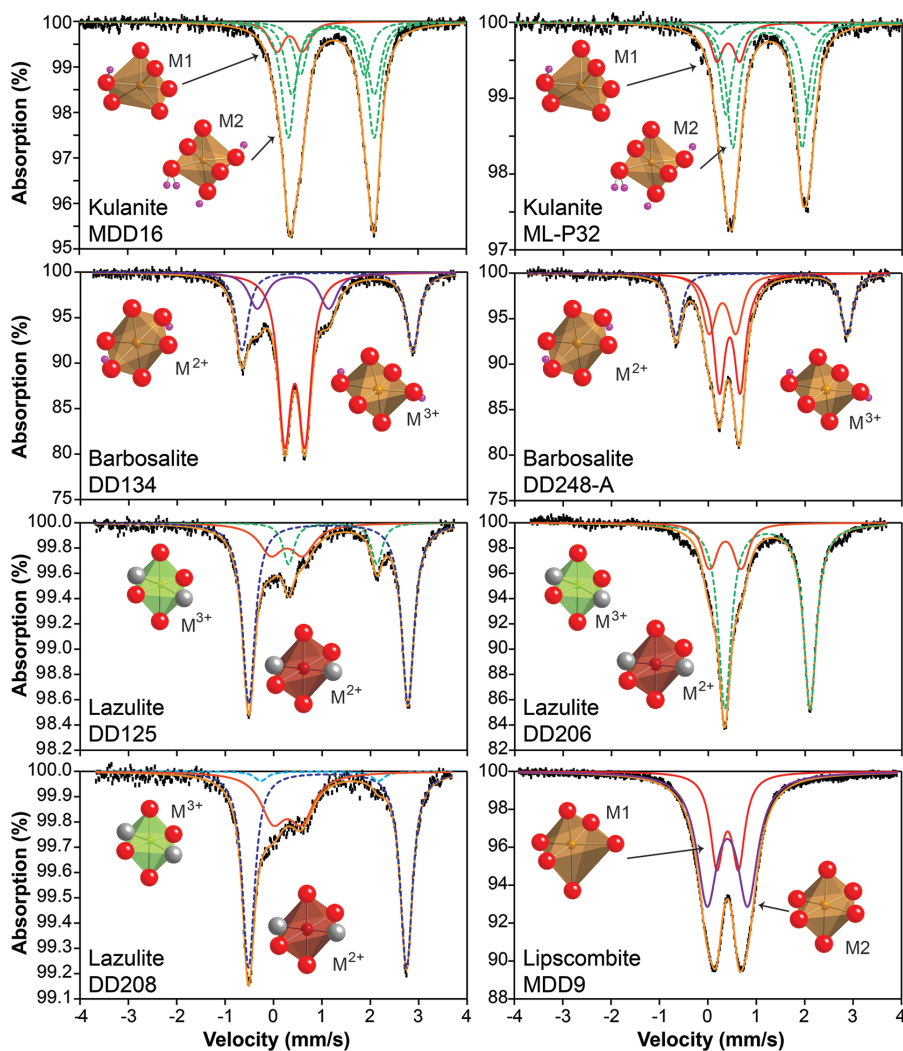 Absorption (%)
100
99
98
97
96
95
M1
M2
Kulanite
MDD16
Absorption (%)
100
99
98
97
M1
M2
Kulanite
ML-P32
Absorption (%)
100
95
90
85
80
75
M2+
M3+
Barbosalite
DD134
100
95
90
85
80
75
M2+
M3+
Barbosalite
DD248-A
Absorption (%)
100.0
99.8
99.6
99.4
99.2
99.0
98.8
98.6
98.4
98.2
M3+
M2+
Lazulite
DD125
100
98
96
94
92
90
88
86
84
82
M3+
M2+
Lazulite
DD206
Absorption (%)
100.0
99.9
99.8
99.7
99.6
99.5
99.4
99.3
99.2
99.1
M3+
M2+
Lazulite
DD208
-4 -3 -2 -1 0 1 2 3 4
Velocity (mm/s)
100
98
96
94
92
90
88
M1
M2
Lipscombite
MDD9
-4 -3 -2 -1 0 1 2 3 4
Velocity (mm/s)